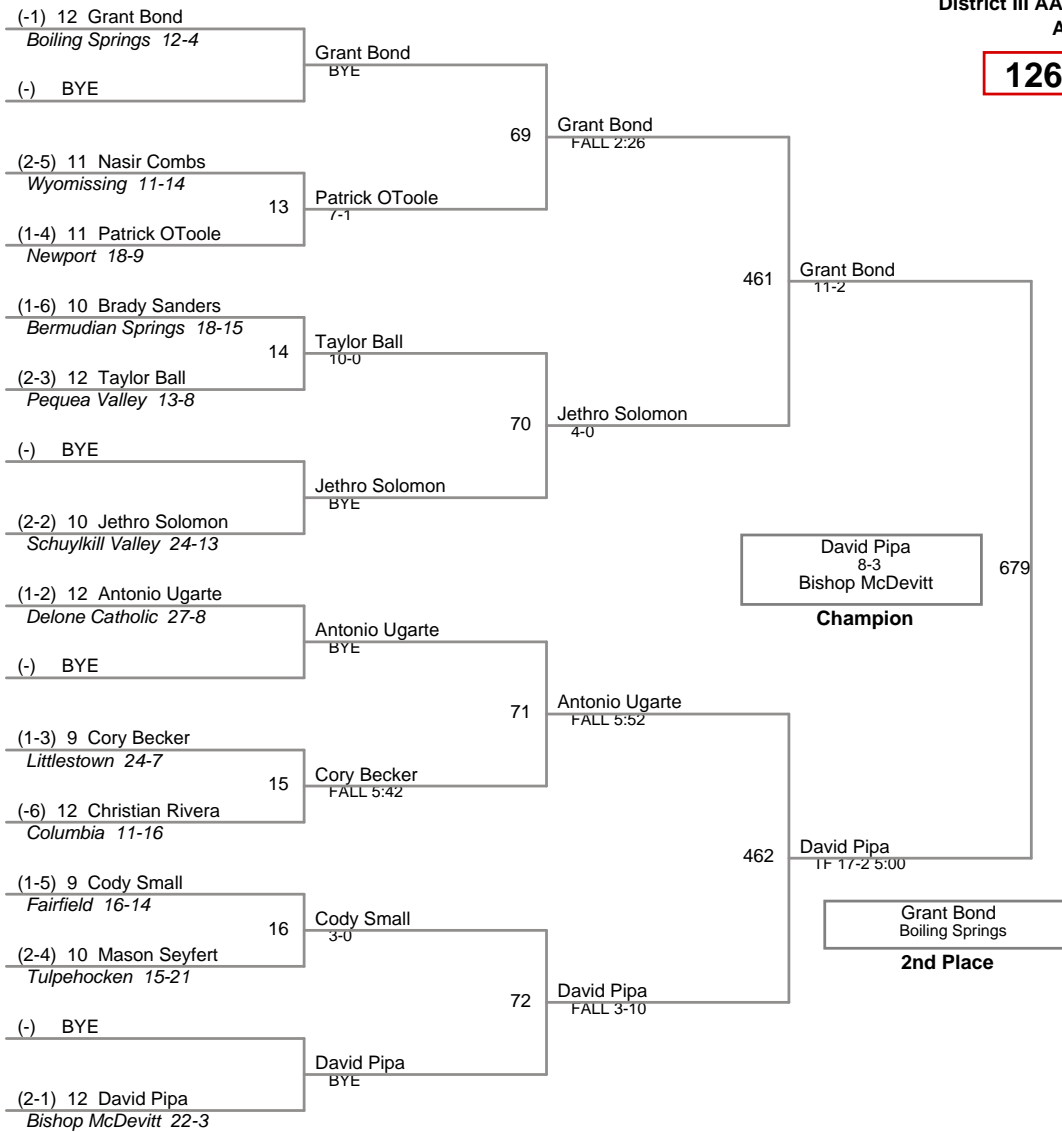 District III AA
A
126
(-1) 12 Grant Bond
Boiling Springs 12-4
(-) BYE
(2-5) 11 Nasir Combs
Wyomissing 11-14
(1-4) 11 Patrick OToole
Newport 18-9
(1-6) 10 Brady Sanders
Bermudian Springs 18-15
(2-3) 12 Taylor Ball
Pequea Valley 13-8
(-) BYE
(2-2) 10 Jethro Solomon
Schuylkill Valley 24-13
(1-2) 12 Antonio Ugarte
Delone Catholic 27-8
(-) BYE
(1-3) 9 Cory Becker
Littlestown 24-7
(-6) 12 Christian Rivera
Columbia 11-16
(1-5) 9 Cody Small
Fairfield 16-14
(2-4) 10 Mason Seyfert
Tulpehocken 15-21
(-) BYE
(2-1) 12 David Pipa
Bishop McDevitt 22-3
Grant Bond
BYE
13
Patrick OToole
7-1
14
Taylor Ball
10-0
Jethro Solomon
BYE
Antonio Ugarte
BYE
15
Cory Becker
FALL 5:42
16
Cody Small
3-0
David Pipa
BYE
69
Grant Bond
FALL 2:26
70
Jethro Solomon
4-0
71
Antonio Ugarte
FALL 5:52
72
David Pipa
FALL 3-10
461
Grant Bond
11-2
462
David Pipa
TF 17-2 5:00
679
David Pipa
8-3
Bishop McDevitt
Champion
Grant Bond
Boiling Springs
2nd Place